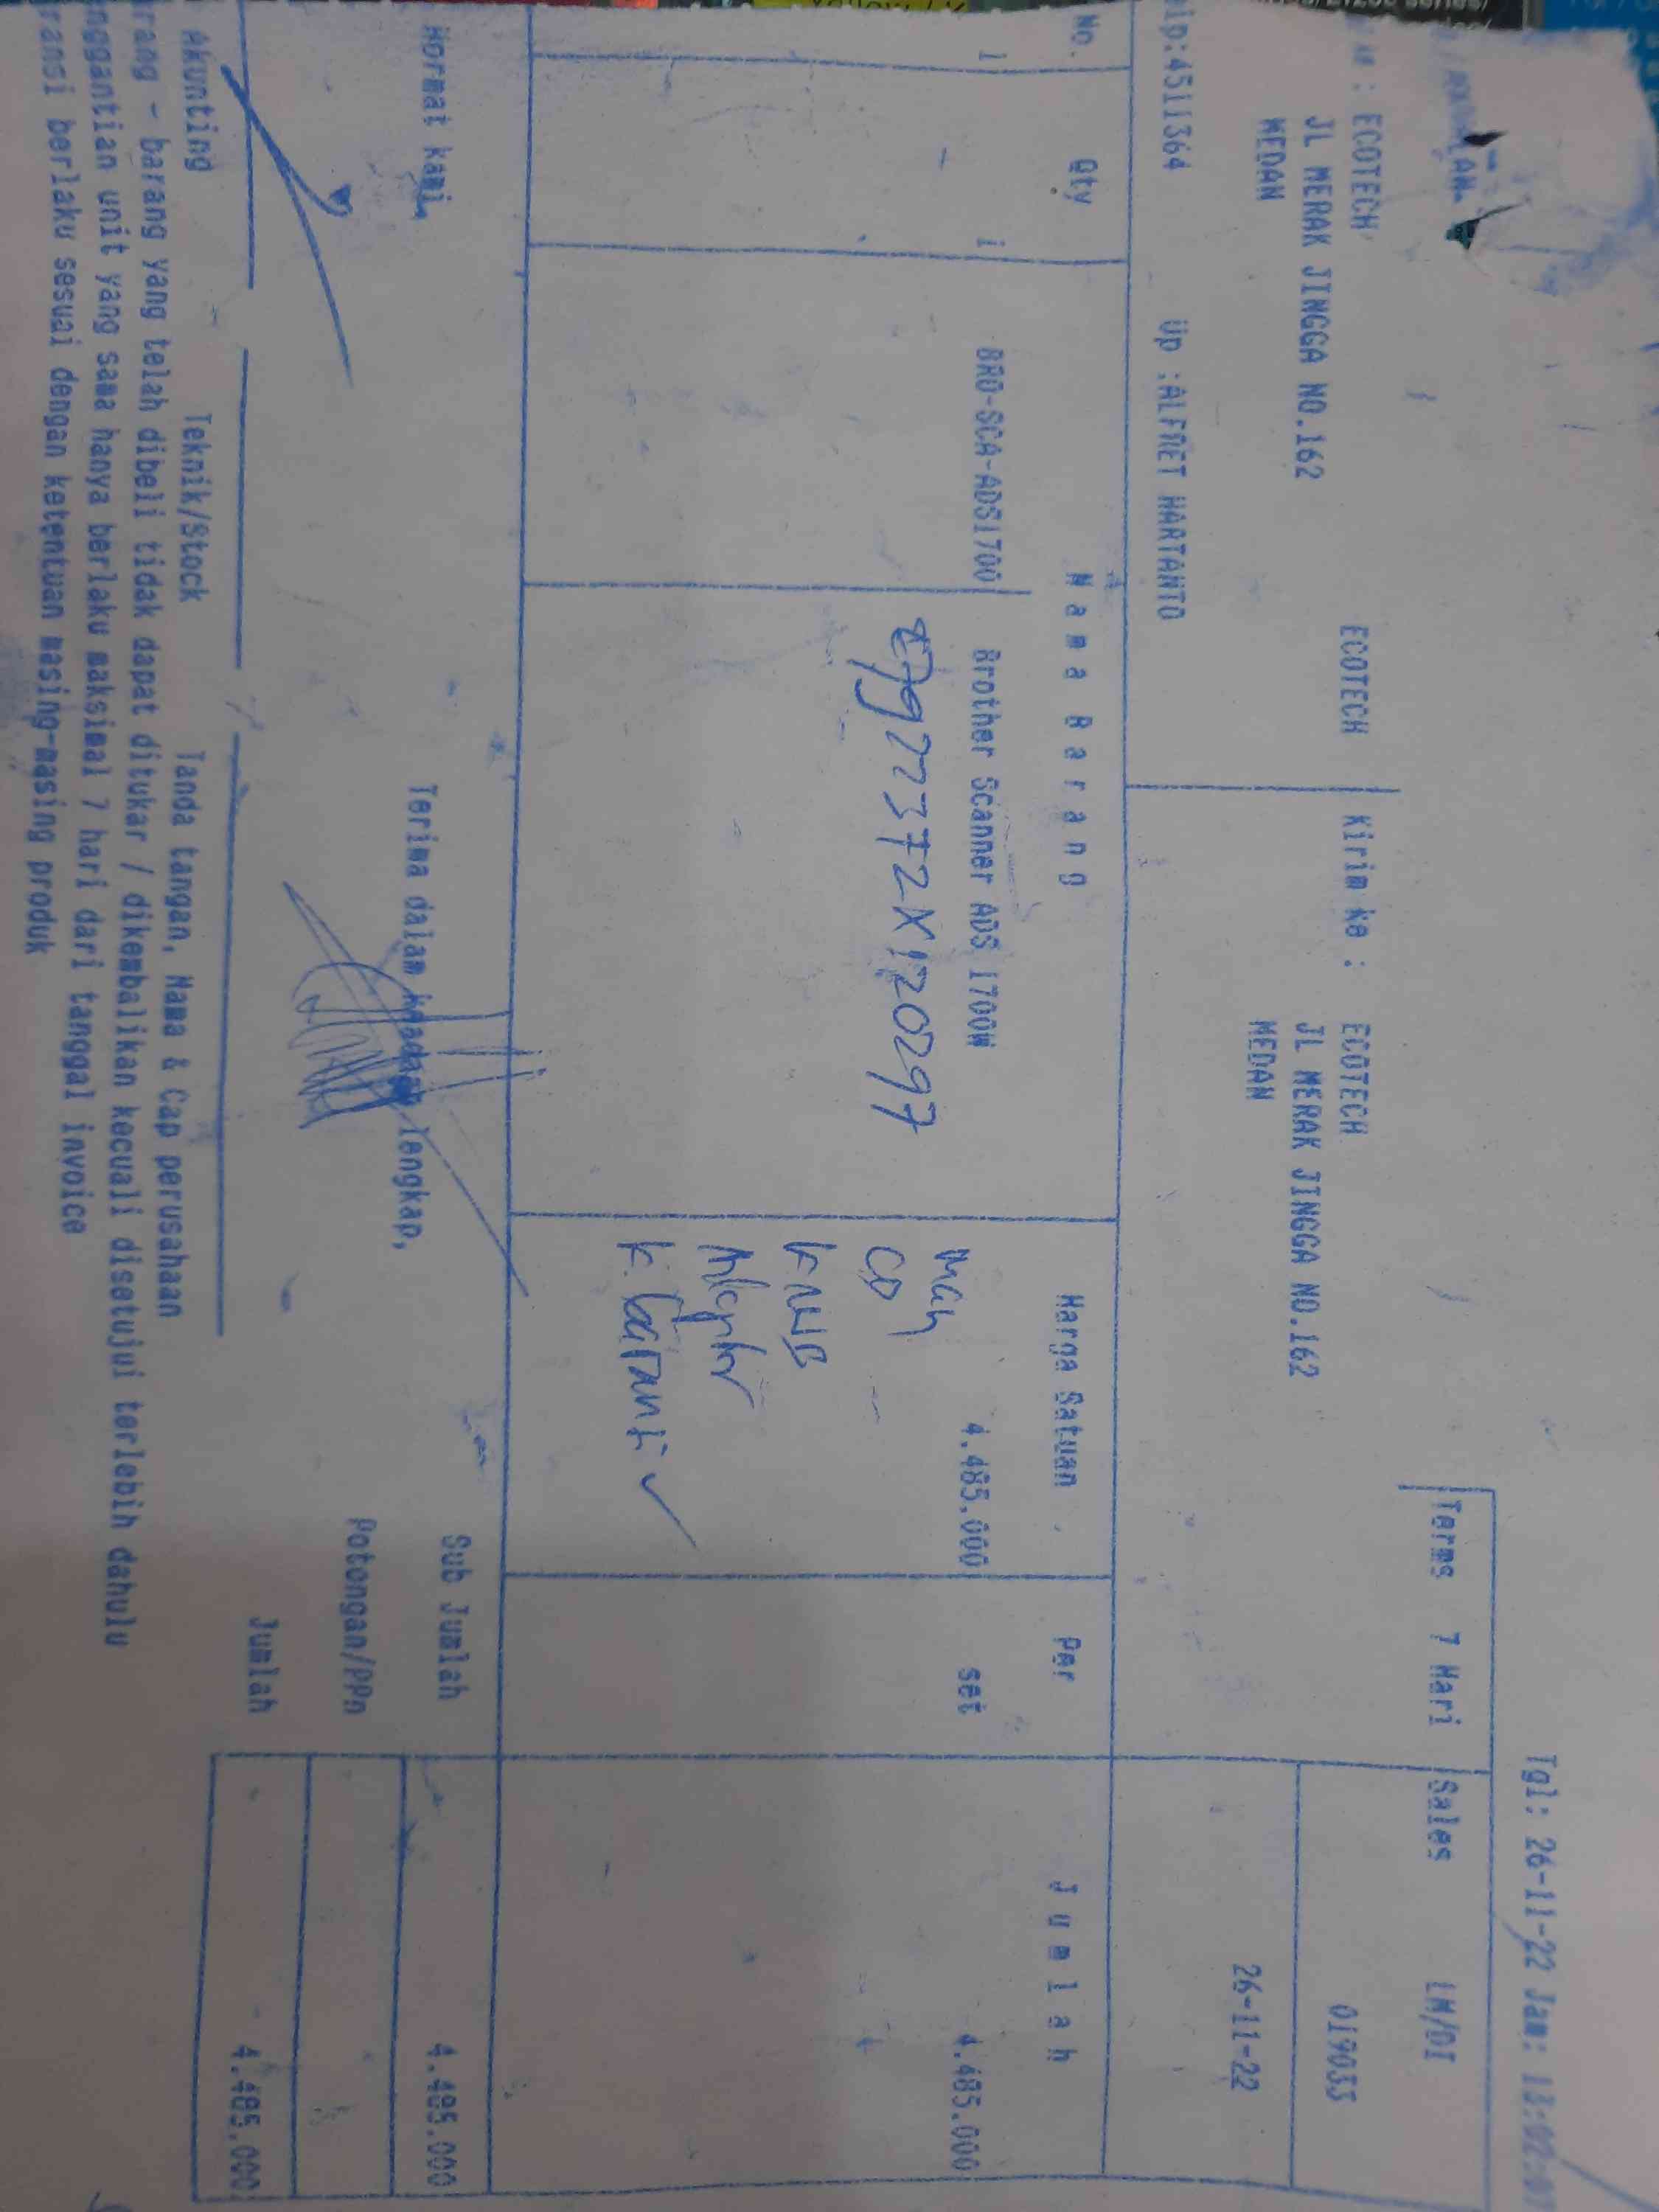 Tgl: 26-11-22 Jam: 13:02:07
Terms 7 Hari Sales LM/DI
: ECOTECH ECOTECH Kirim ke : ECOTECH
019033
JL MERAK JINGGA NO.162 JL MERAK JINGGA NO.162
MEDAN MEDAN 26-11-22
:4511364 Up :ALFRET HARTANTO
No. Qty Nama Barang Harga Satuan Per Jumlah
1 1 BRO-SCA-ADS1700 Brother Scanner ADS 1700W 4.485.000 set 4.485.000
CD
K. Garansi ✓
Hormat kami, Terima dalam keadaan lengkap, Sub Jumlah 4.485.000
Potongan/PPn
Jumlah 4.485.000
Akunting Teknik/Stock Tanda tangan, Nama & Cap perusahaan
rang - barang yang telah dibeli tidak dapat ditukar / dikembalikan kecuali disetujui terlebih dahulu
nggantian unit yang sama hanya berlaku maksimal 7 hari dari tanggal invoice
ransi berlaku sesuai dengan ketentuan masing-masing produk